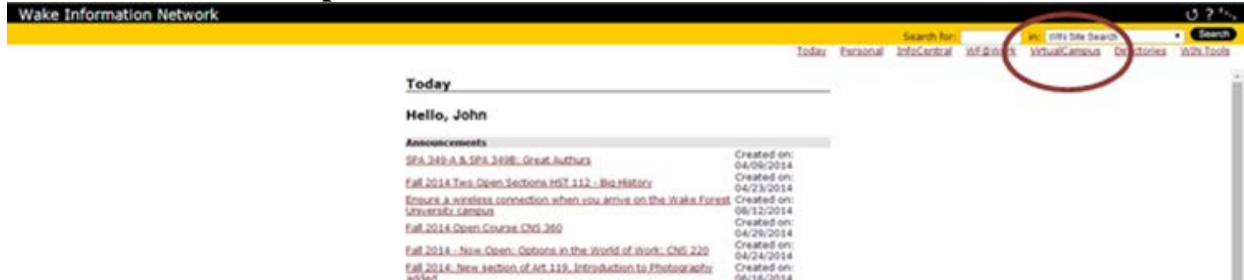 Wake Information Network
?
Search for: in: WIN Site Search Search
Today Personal InfoCentral WF@Work VirtualCampus Directories WIN Tools
Today
Hello, John
Announcements
SPA 349-A & SPA 349B: Great Authurs Created on: 04/09/2014
Fall 2014 Two Open Sections HST 112 - Big History Created on: 04/23/2014
Ensure a wireless connection when you arrive on the Wake Forest Created on:
University campus 08/12/2014
Fall 2014 Open Course CNS 360 Created on: 04/29/2014
Fall 2014 - Now Open: Options in the World of Work: CNS 220 Created on: 04/24/2014
Fall 2014: New section of Art 119, Introduction to Photography Created on:
added 06/16/2014